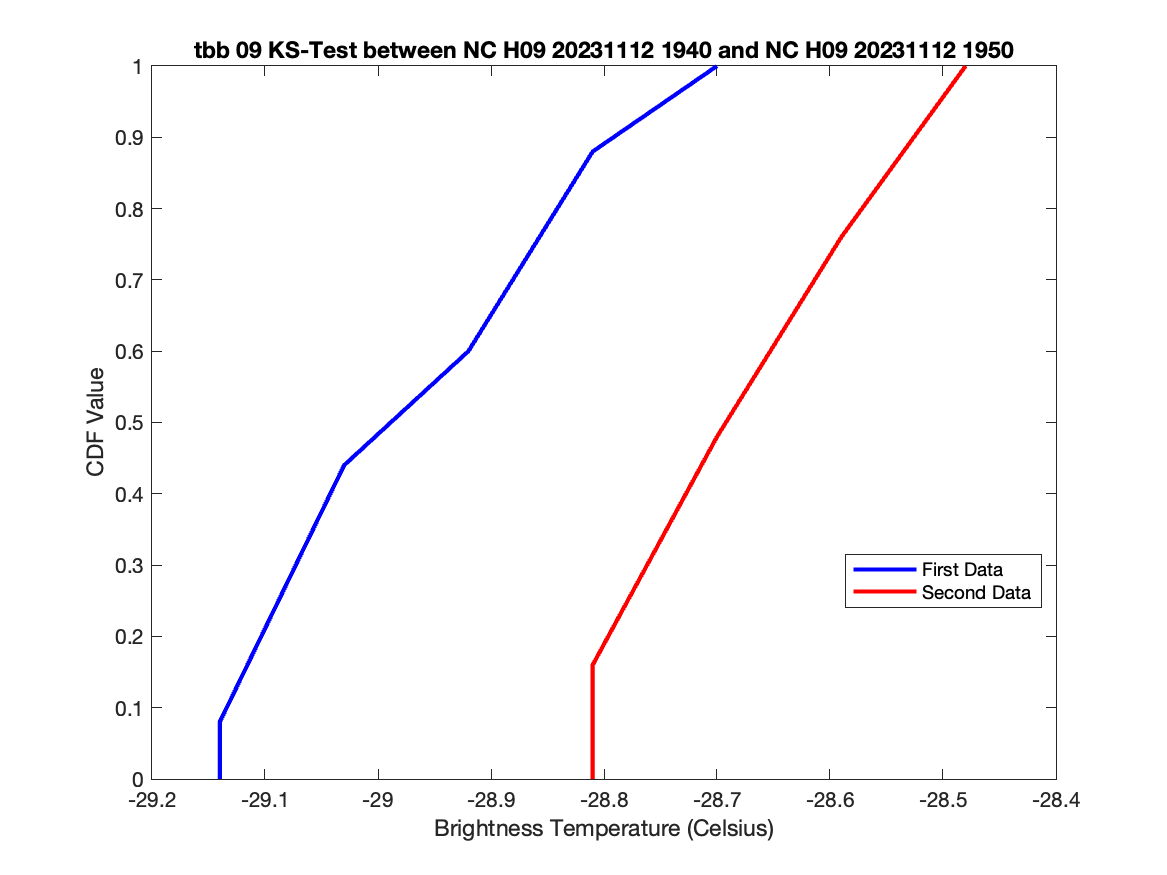 tbb 09 KS-Test between NC H09 20231112 1940 and NC H09 20231112 1950
1
0.9
0.8
0.7
0.6
0.5
0.4
0.3
0.2
0.1
0
CDF Value
First Data
Second Data
-29.2 -29.1 -29 -28.9 -28.8 -28.7 -28.6 -28.5 -28.4
Brightness Temperature (Celsius)